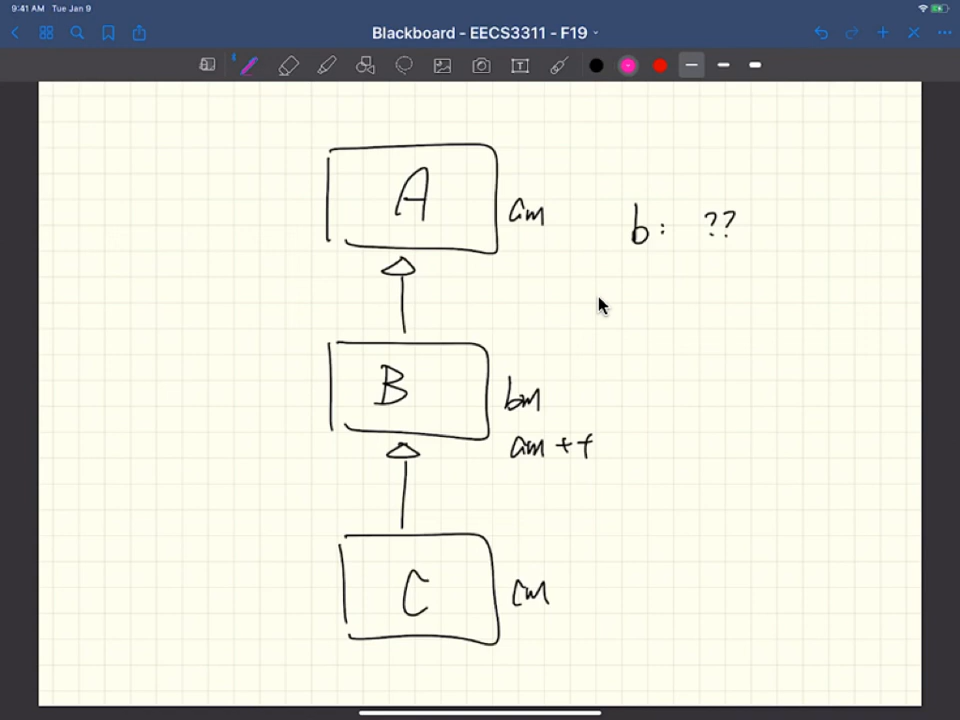 9:41 AM Tue Jan 9
Blackboard - EECS3311 - F19
A
am
b: ??
B
bm
am ++
C
cm